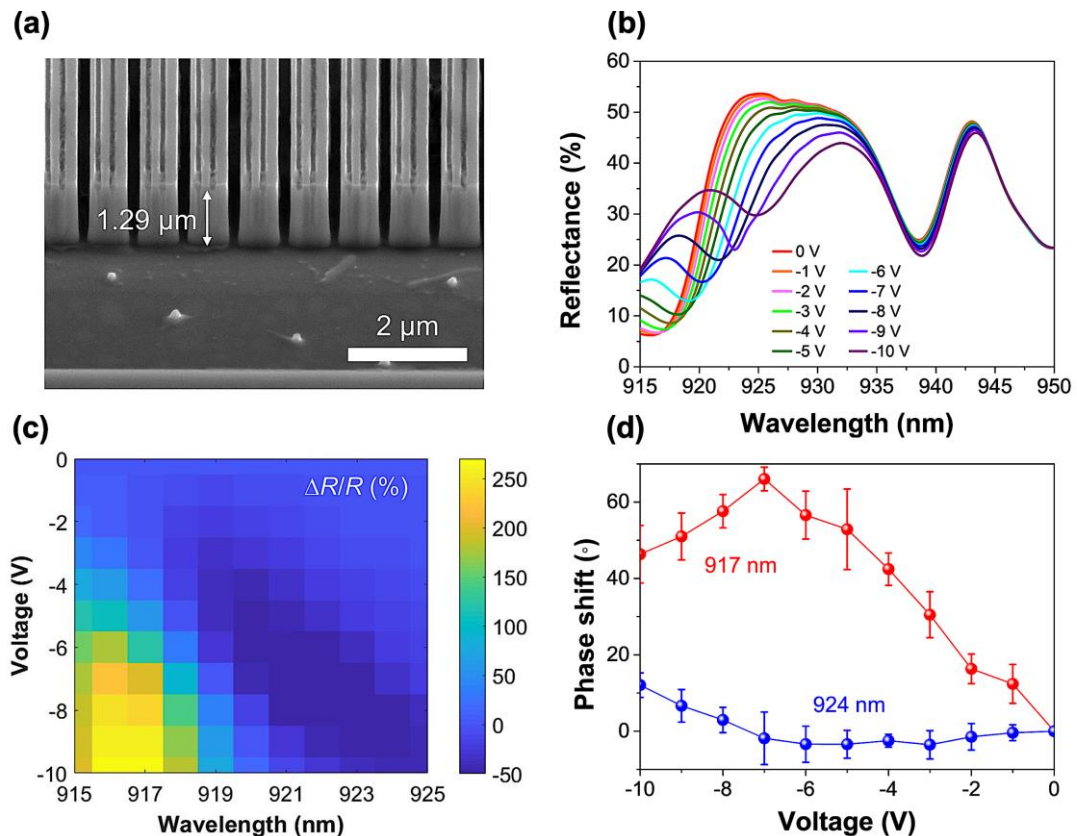 (a)
1.29 μm
2 μm
(b)
60
50
40
30
20
10
0
Reflectance (%)
0 V
-1 V
-2 V
-3 V
-4 V
-5 V
-6 V
-7 V
-8 V
-9 V
-10 V
915 920 925 930 935 940 945 950
Wavelength (nm)
(c)
0
-2
-4
-6
-8
-10
Voltage (V)
ΔR/R (%)
915 917 919 921 923 925
Wavelength (nm)
250
200
150
100
50
0
-50
(d)
60
40
20
0
Phase shift (◦)
917 nm
924 nm
-10 -8 -6 -4 -2 0
Voltage (V)